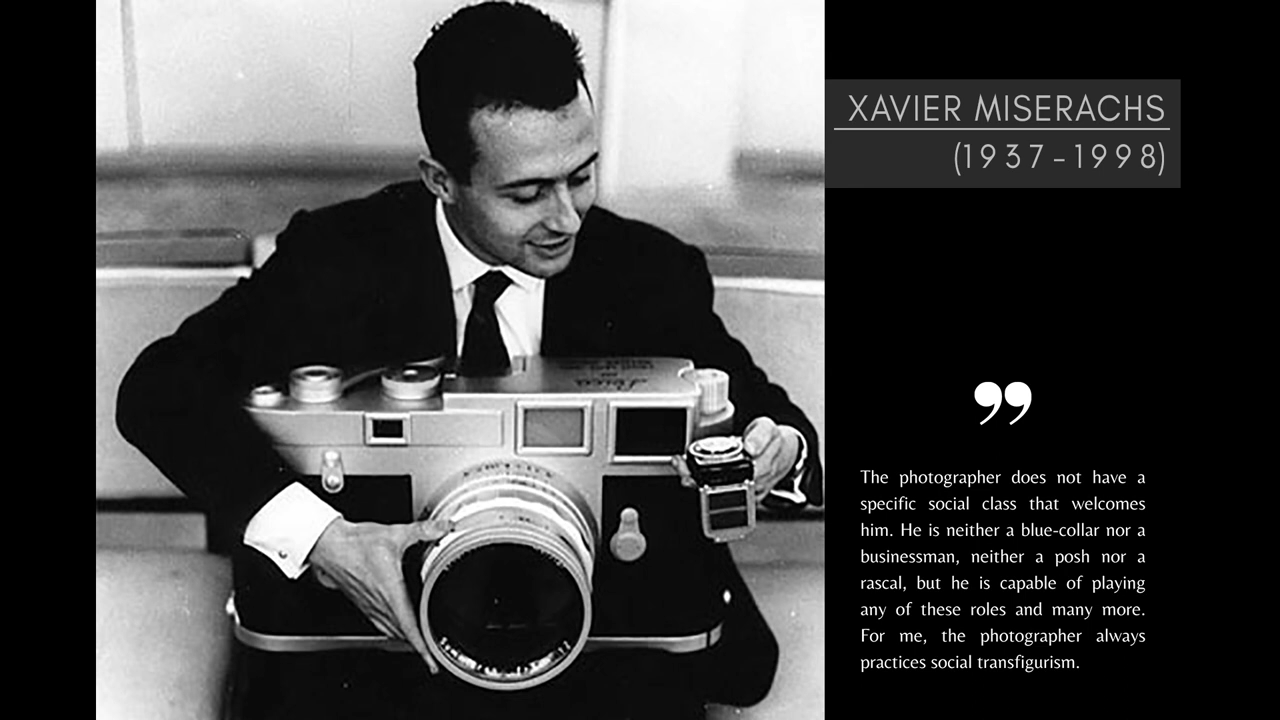 XAVIER MISERACHS
(1937-1998)
Leica
”
The photographer does not have a
specific social class that welcomes
him. He is neither a blue-collar nor a
businessman, neither a posh nor a
rascal, but he is capable of playing
any of these roles and many more.
For me, the photographer always
practices social transfigurism.